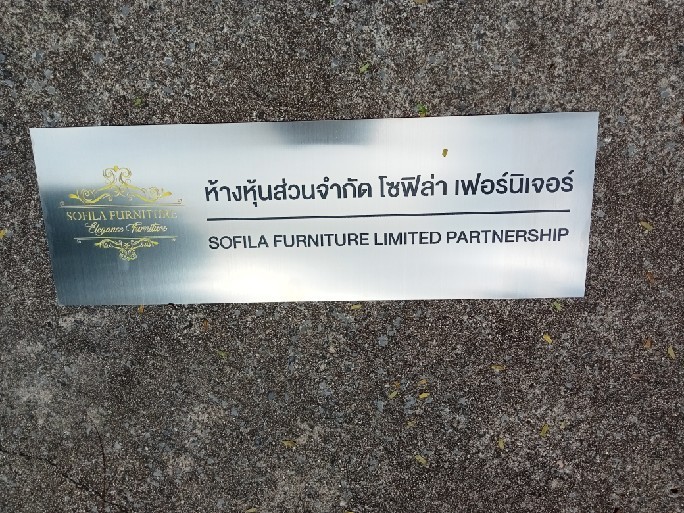 SOFILA FURNITURE
Elegance Furniture
ห้างหุ้นส่วนจำกัด โซฟิล่า เฟอร์นิเจอร์
SOFILA FURNITURE LIMITED PARTNERSHIP